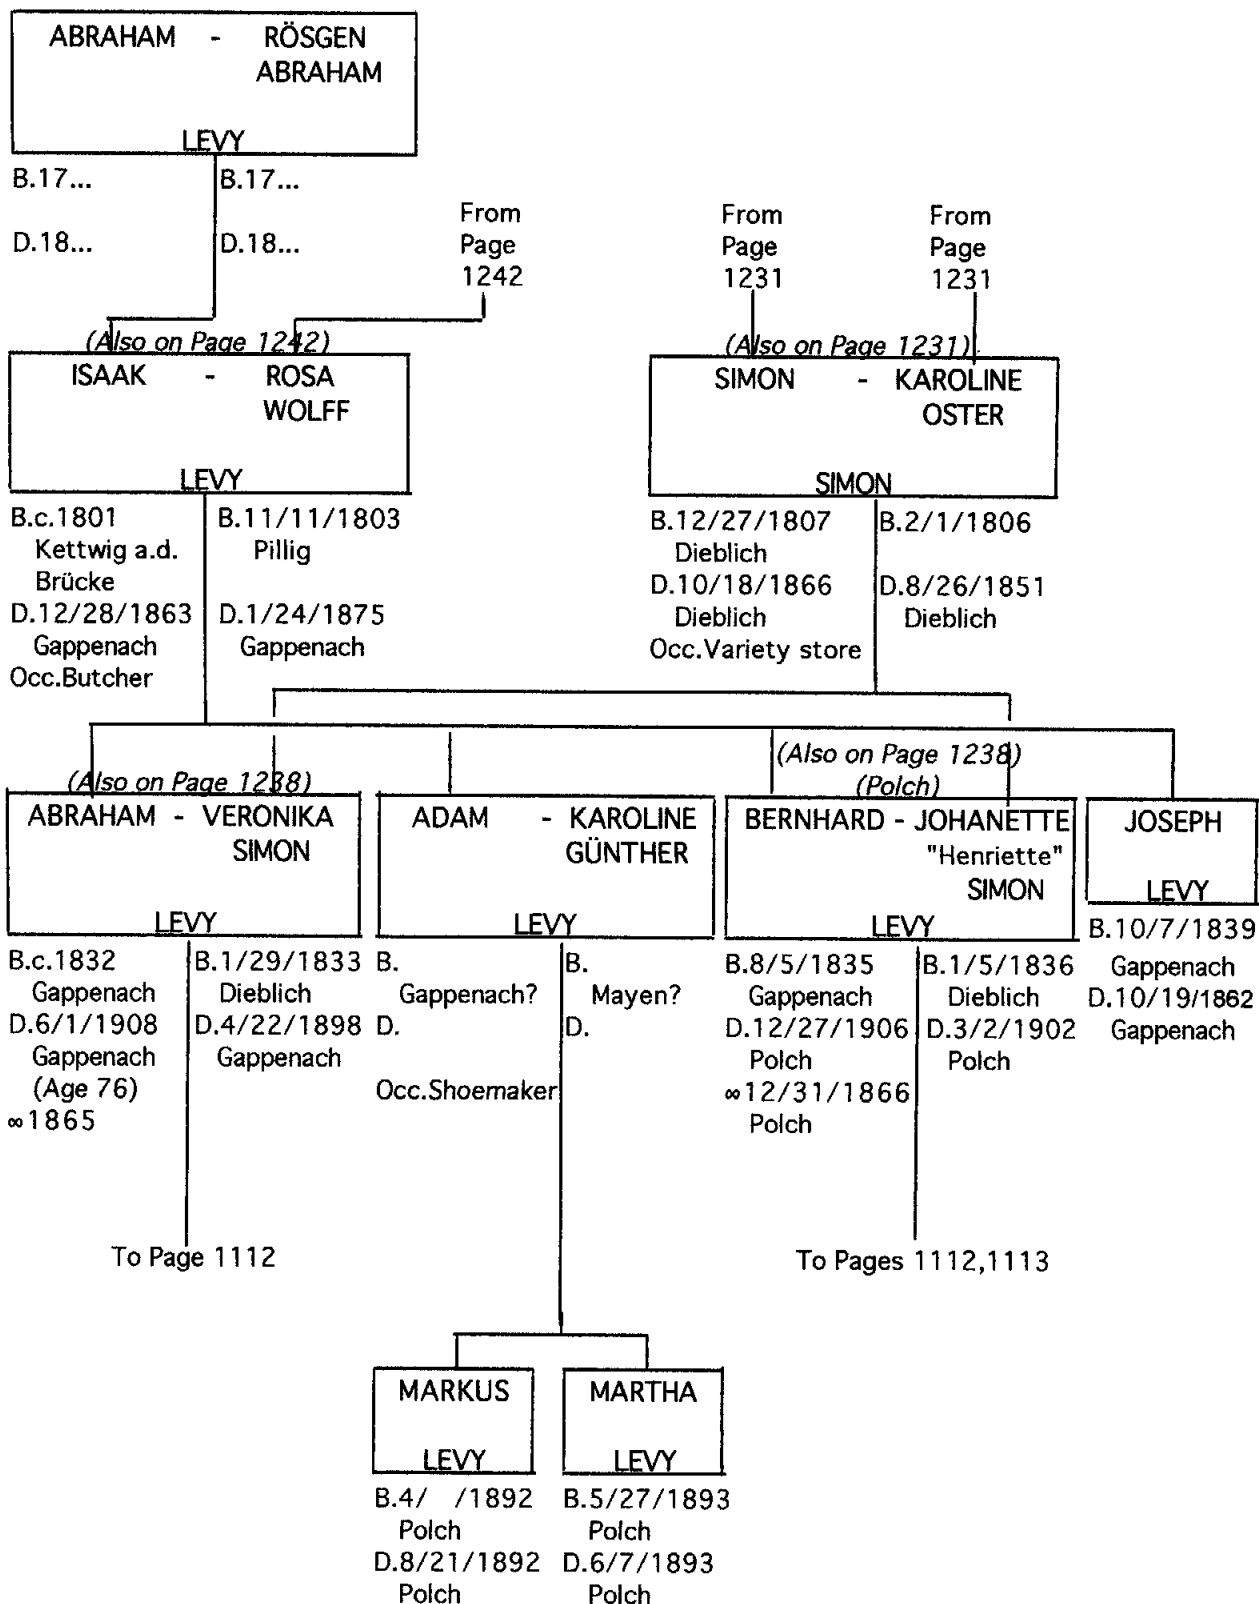 ABRAHAM - RÖSGEN
ABRAHAM
LEVY
B.17... B.17...
D.18... D.18...
From
Page
1242
From
Page
1231
From
Page
1231
(Also on Page 1242)
ISAAK - ROSA
WOLFF
LEVY
B.c.1801
Kettwig a.d.
Brücke
D.12/28/1863
Gappenach
Occ.Butcher
B.11/11/1803
Pillig
D.1/24/1875
Gappenach
(Also on Page 1231)
SIMON - KAROLINE
OSTER
SIMON
B.12/27/1807
Dieblich
D.10/18/1866
Dieblich
Occ.Variety store
B.2/1/1806
D.8/26/1851
Dieblich
(Also on Page 1238)
ABRAHAM - VERONIKA
SIMON
LEVY
B.c.1832
Gappenach
D.6/1/1908
Gappenach
(Age 76)
∞1865
B.1/29/1833
Dieblich
D.4/22/1898
Gappenach
To Page 1112
ADAM - KAROLINE
GÜNTHER
LEVY
B.
Gappenach?
D.
Occ.Shoemaker
B.
Mayen?
D.
(Also on Page 1238)
(Polch)
BERNHARD - JOHANETTE
"Henriette"
SIMON
LEVY
B.8/5/1835
Gappenach
D.12/27/1906
Polch
∞12/31/1866
Polch
B.1/5/1836
Dieblich
D.3/2/1902
Polch
To Pages 1112,1113
JOSEPH
LEVY
B.10/7/1839
Gappenach
D.10/19/1862
Gappenach
MARKUS
LEVY
B.4/ /1892
Polch
D.8/21/1892
Polch
MARTHA
LEVY
B.5/27/1893
Polch
D.6/7/1893
Polch